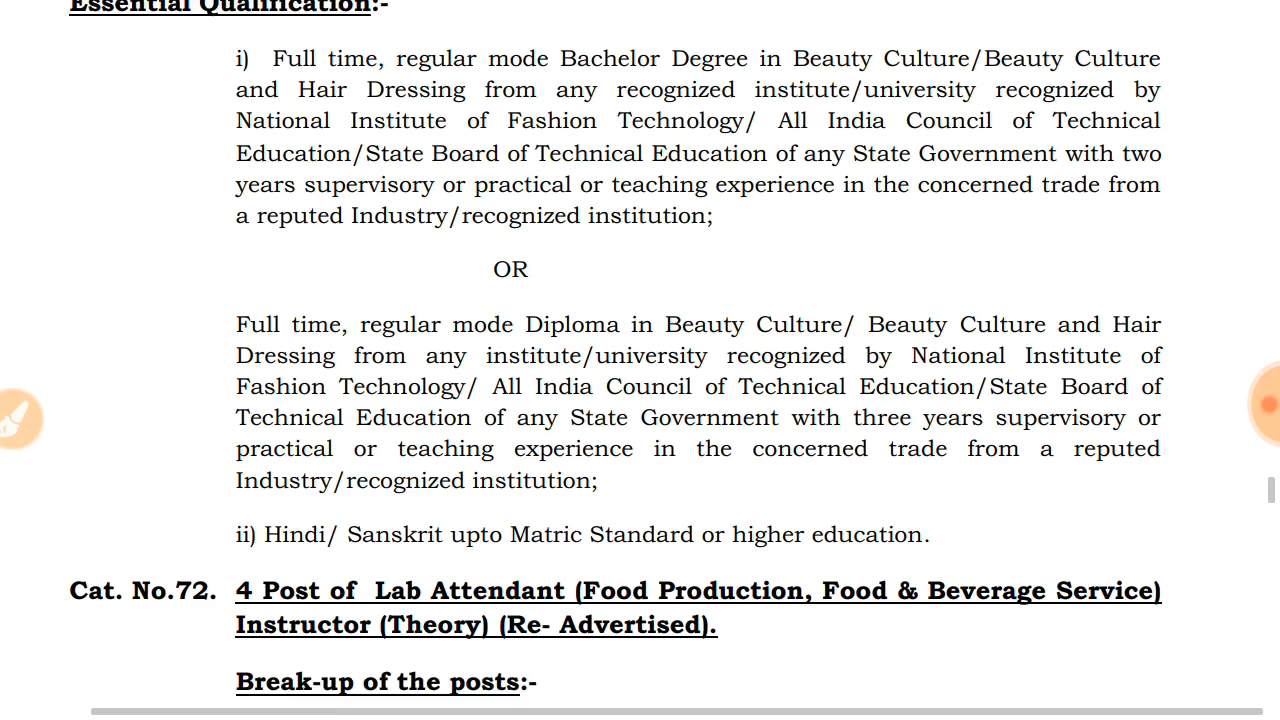 Essential Qualification:-
i) Full time, regular mode Bachelor Degree in Beauty Culture/Beauty Culture
and Hair Dressing from any recognized institute/university recognized by
National Institute of Fashion Technology/ All India Council of Technical
Education/State Board of Technical Education of any State Government with two
years supervisory or practical or teaching experience in the concerned trade from
a reputed Industry/recognized institution;
OR
Full time, regular mode Diploma in Beauty Culture/ Beauty Culture and Hair
Dressing from any institute/university recognized by National Institute of
Fashion Technology/ All India Council of Technical Education/State Board of
Technical Education of any State Government with three years supervisory or
practical or teaching experience in the concerned trade from a reputed
Industry/recognized institution;
ii) Hindi/ Sanskrit upto Matric Standard or higher education.
Cat. No.72. 4 Post of Lab Attendant (Food Production, Food & Beverage Service)
Instructor (Theory) (Re- Advertised).
Break-up of the posts:-